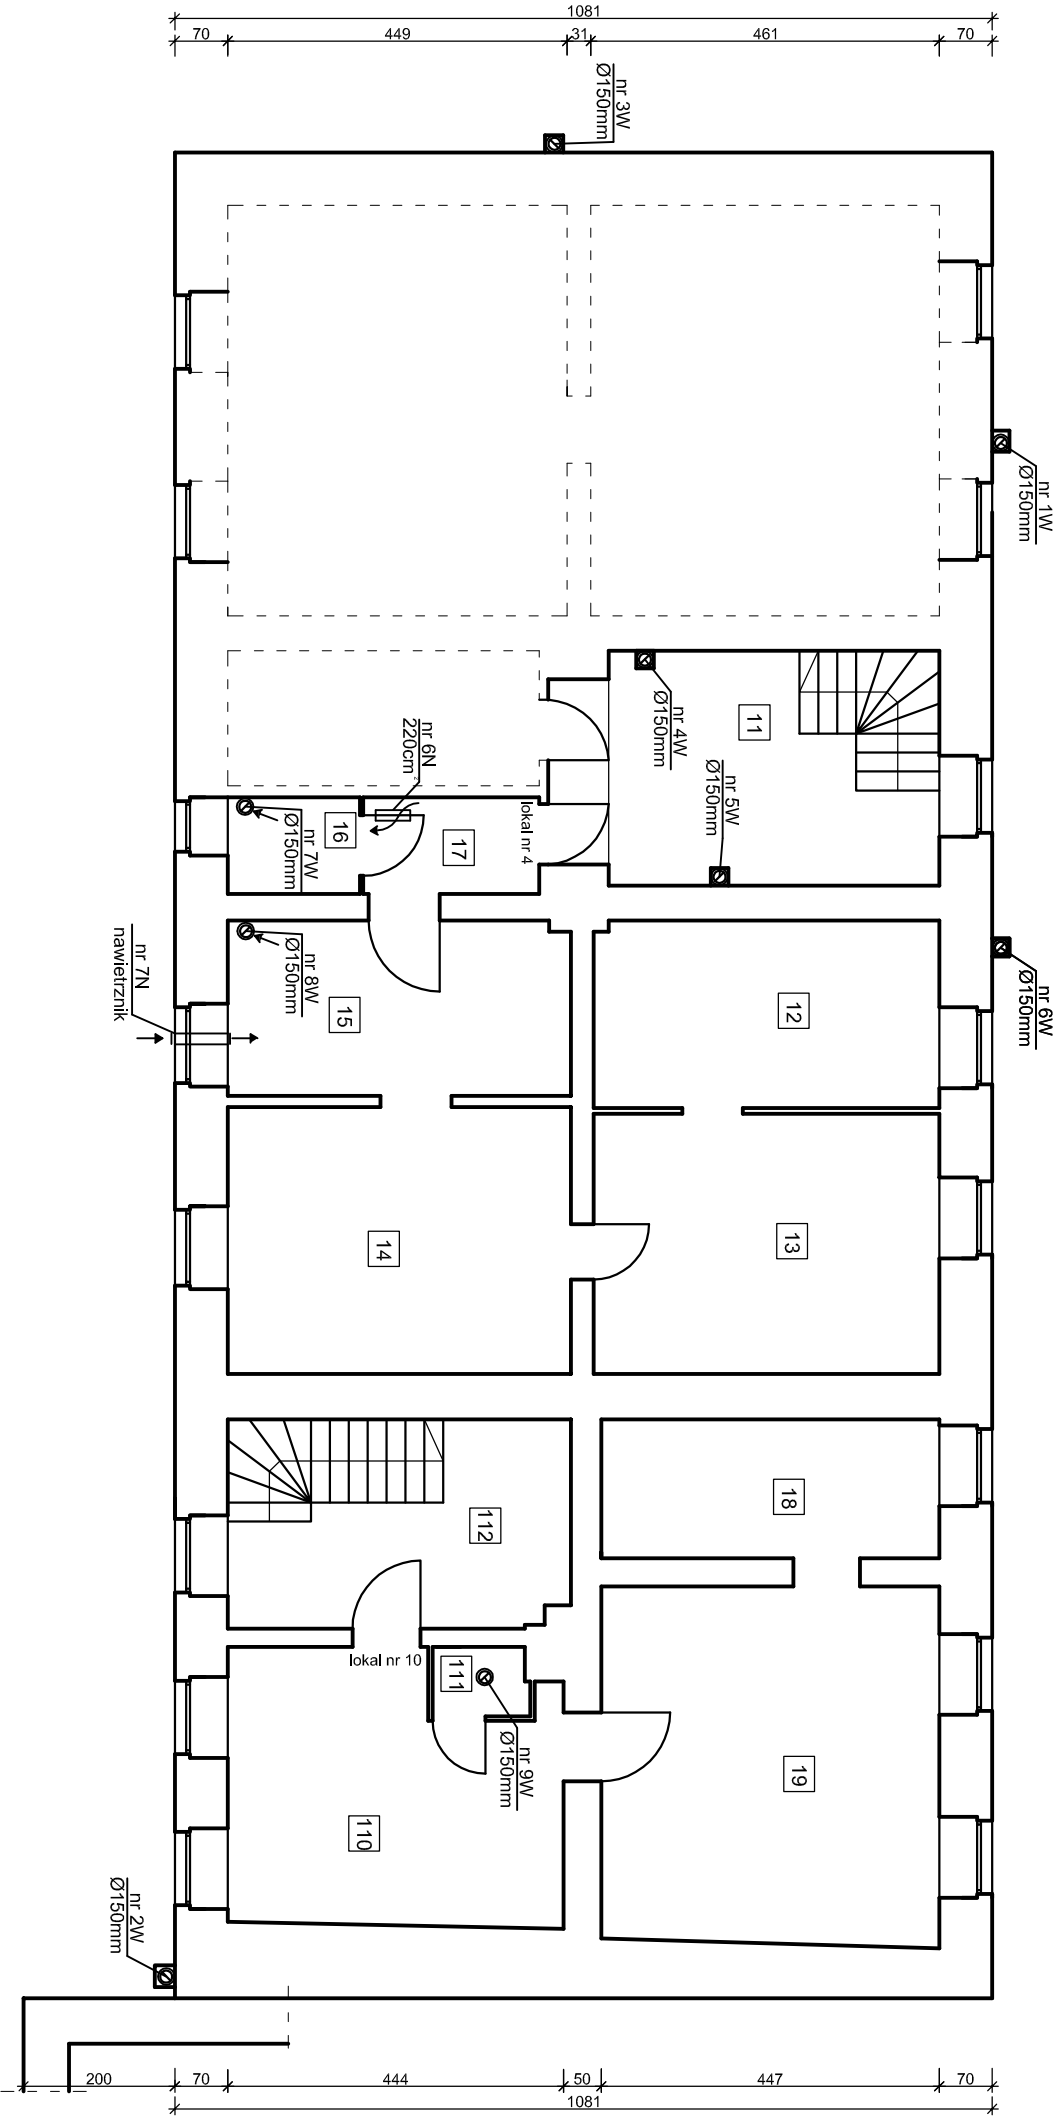 1081
70
449
31
461
70
nr 3W
Ø150mm
nr 1W
Ø150mm
nr 4W
Ø150mm
11
nr 5W
Ø150mm
nr 6N
220cm²
lokal nr 4
16
17
nr 7W
Ø150mm
nr 7N
nawietrznik
nr 8W
Ø150mm
15
12
nr 6W
Ø150mm
14
13
18
112
lokal nr 10
111
nr 9W
Ø150mm
19
110
nr 2W
Ø150mm
200
70
444
50
447
70
1081